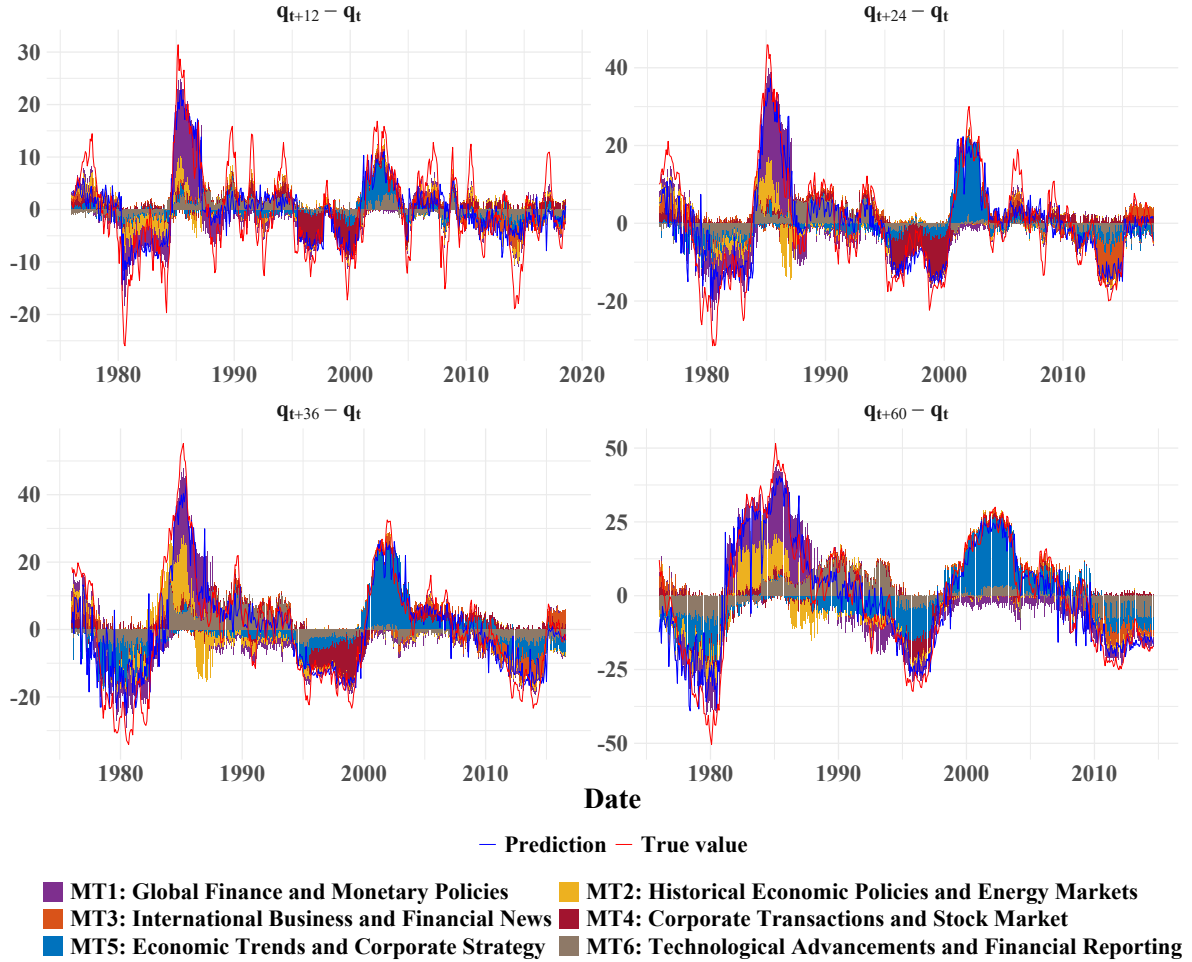 qt+12 − qt
qt+24 − qt
30
20
10
0
-10
-20
1980 1990 2000 2010 2020
40
20
0
-20
1980 1990 2000 2010
qt+36 − qt
qt+60 − qt
40
20
0
-20
1980 1990 2000 2010
50
25
0
-25
-50
1980 1990 2000 2010
Date
Prediction True value
MT1: Global Finance and Monetary Policies MT2: Historical Economic Policies and Energy Markets
MT3: International Business and Financial News MT4: Corporate Transactions and Stock Market
MT5: Economic Trends and Corporate Strategy MT6: Technological Advancements and Financial Reporting